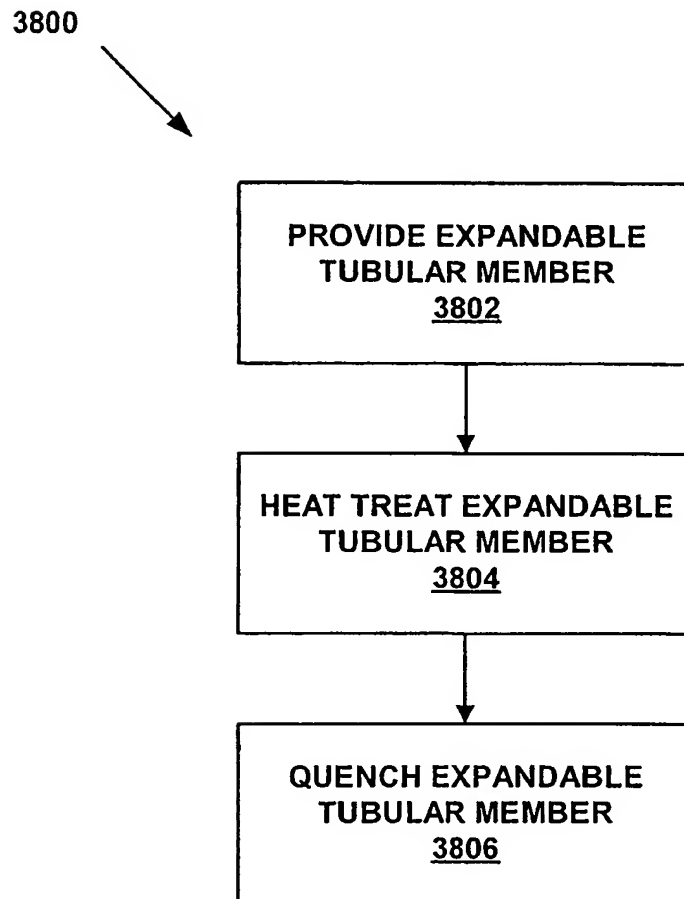 3800
PROVIDE EXPANDABLE
TUBULAR MEMBER
3802
HEAT TREAT EXPANDABLE
TUBULAR MEMBER
3804
QUENCH EXPANDABLE
TUBULAR MEMBER
3806